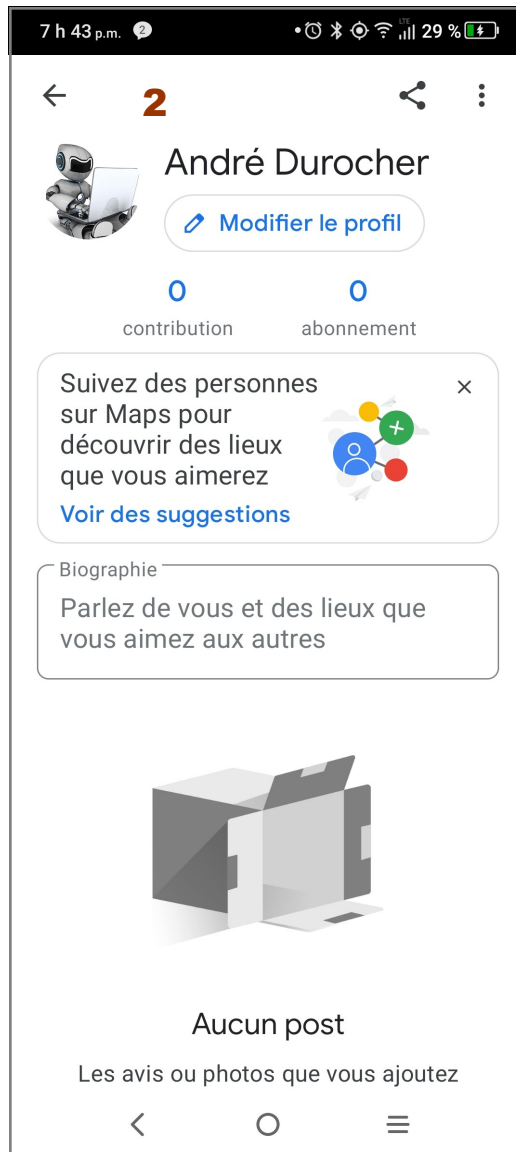 7 h 43 p.m. 2 LTE 29 %
2
André Durocher
Modifier le profil
0 0
contribution abonnement
Suivez des personnes
sur Maps pour
découvrir des lieux
que vous aimerez
Voir des suggestions
Biographie
Parlez de vous et des lieux que
vous aimez aux autres
Aucun post
Les avis ou photos que vous ajoutez